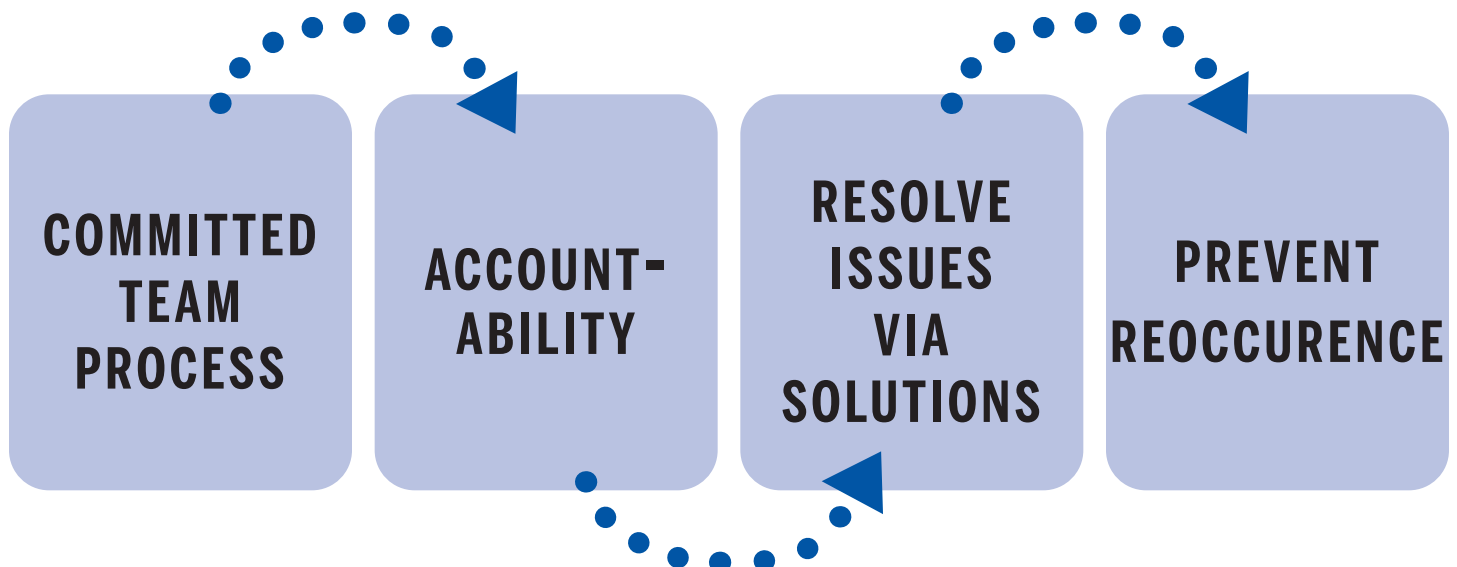 COMMITTED
TEAM
PROCESS
ACCOUNT-
ABILITY
RESOLVE
ISSUES
VIA
SOLUTIONS
PREVENT
REOCCURENCE